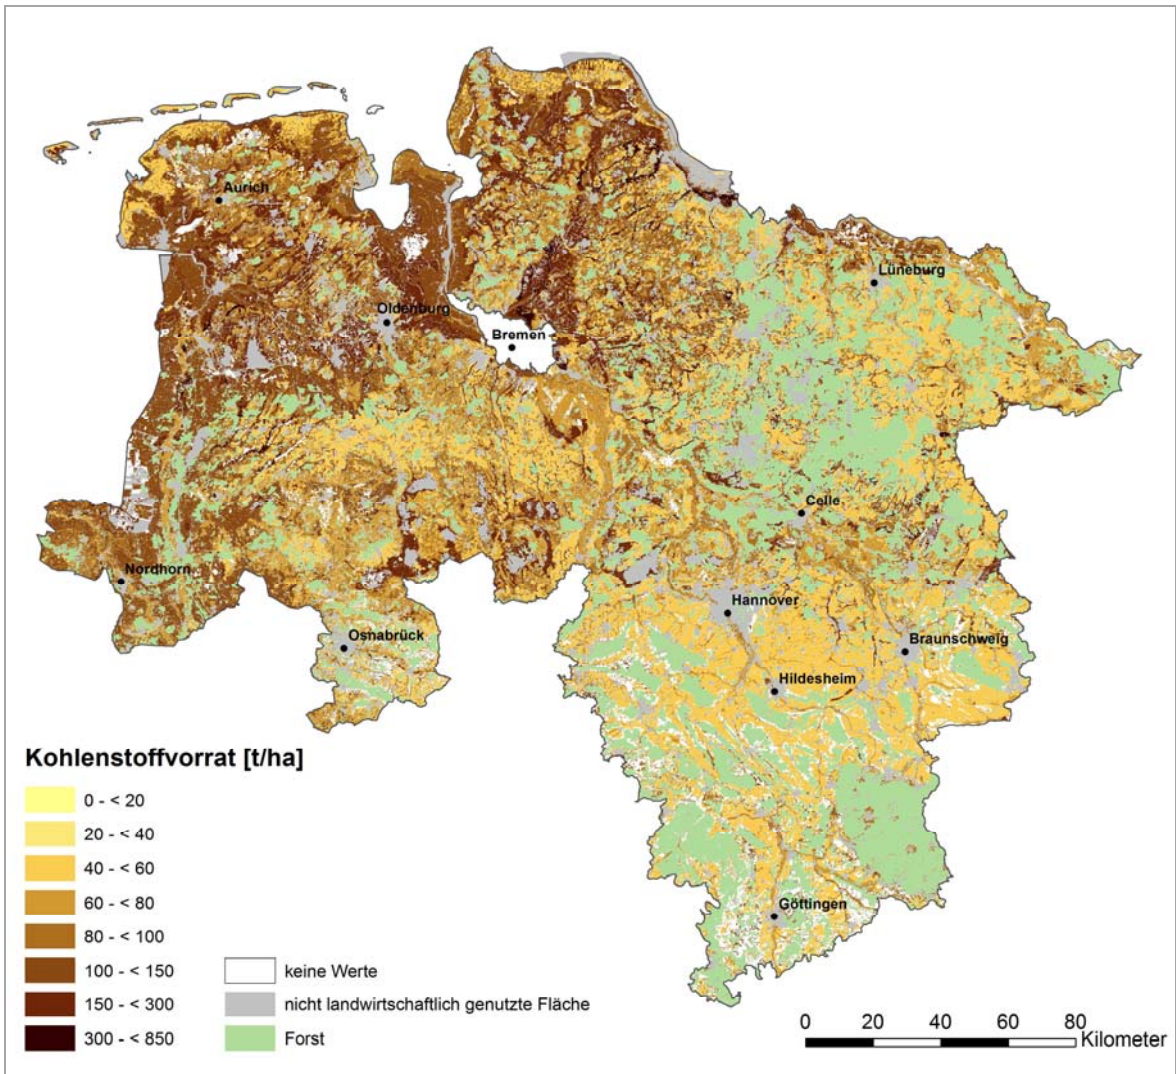 Aurich
Lüneburg
Oldenburg
Bremen
Celle
Nordhorn
Hannover
Osnabrück
Braunschweig
Hildesheim
Göttingen
Kohlenstoffvorrat [t/ha]
0 - < 20
20 - < 40
40 - < 60
60 - < 80
80 - < 100
100 - < 150
150 - < 300
300 - < 850
keine Werte
nicht landwirtschaftlich genutzte Fläche
Forst
0 20 40 60 80
Kilometer